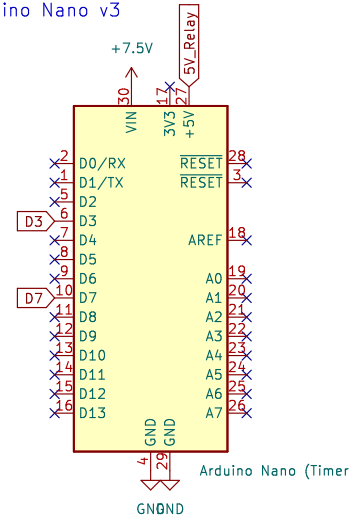 ino Nano v3
+7.5V
5V_Relay
30
17
27
VIN
3V3
+5V
2 D0/RX RESET 28
1 D1/TX RESET 3
5 D2
D3 6 D3
7 D4 AREF 18
8 D5
9 D6 A0 19
D7 10 D7 A1 20
11 D8 A2 21
12 D9 A3 22
13 D10 A4 23
14 D11 A5 24
15 D12 A6 25
16 D13 A7 26
GND GND
4 29
Arduino Nano (Timer
GND GND